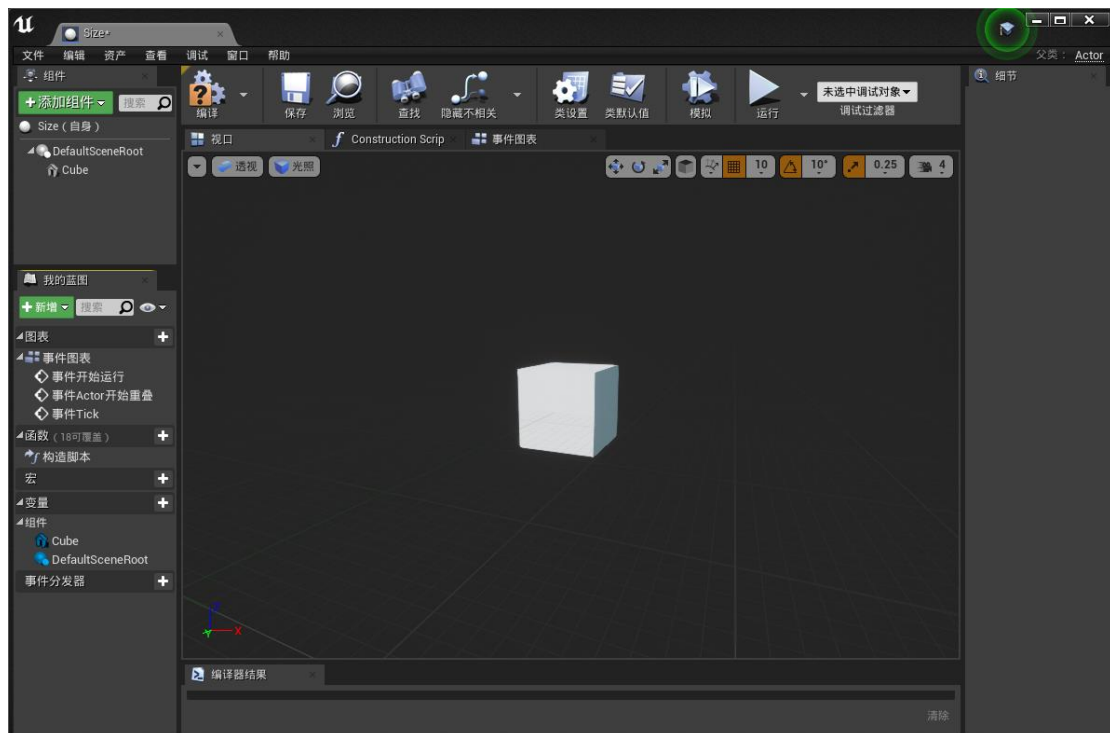 Size*
文件 编辑 资产 查看 调试 窗口 帮助
父类： Actor
组件
+添加组件
搜索
Size（自身）
DefaultSceneRoot
Cube
编译 保存 浏览 查找 隐藏不相关 类设置 类默认值 模拟 运行
未选中调试对象
调试过滤器
细节
视口
Construction Scrip
事件图表
透视 光照
10 10° 0.25 4
我的蓝图
+新增
搜索
图表
事件图表
事件开始运行
事件Actor开始重叠
事件Tick
函数（18可覆盖）
构造脚本
宏
变量
组件
Cube
DefaultSceneRoot
事件分发器
Z
Y
X
编译器结果
清除